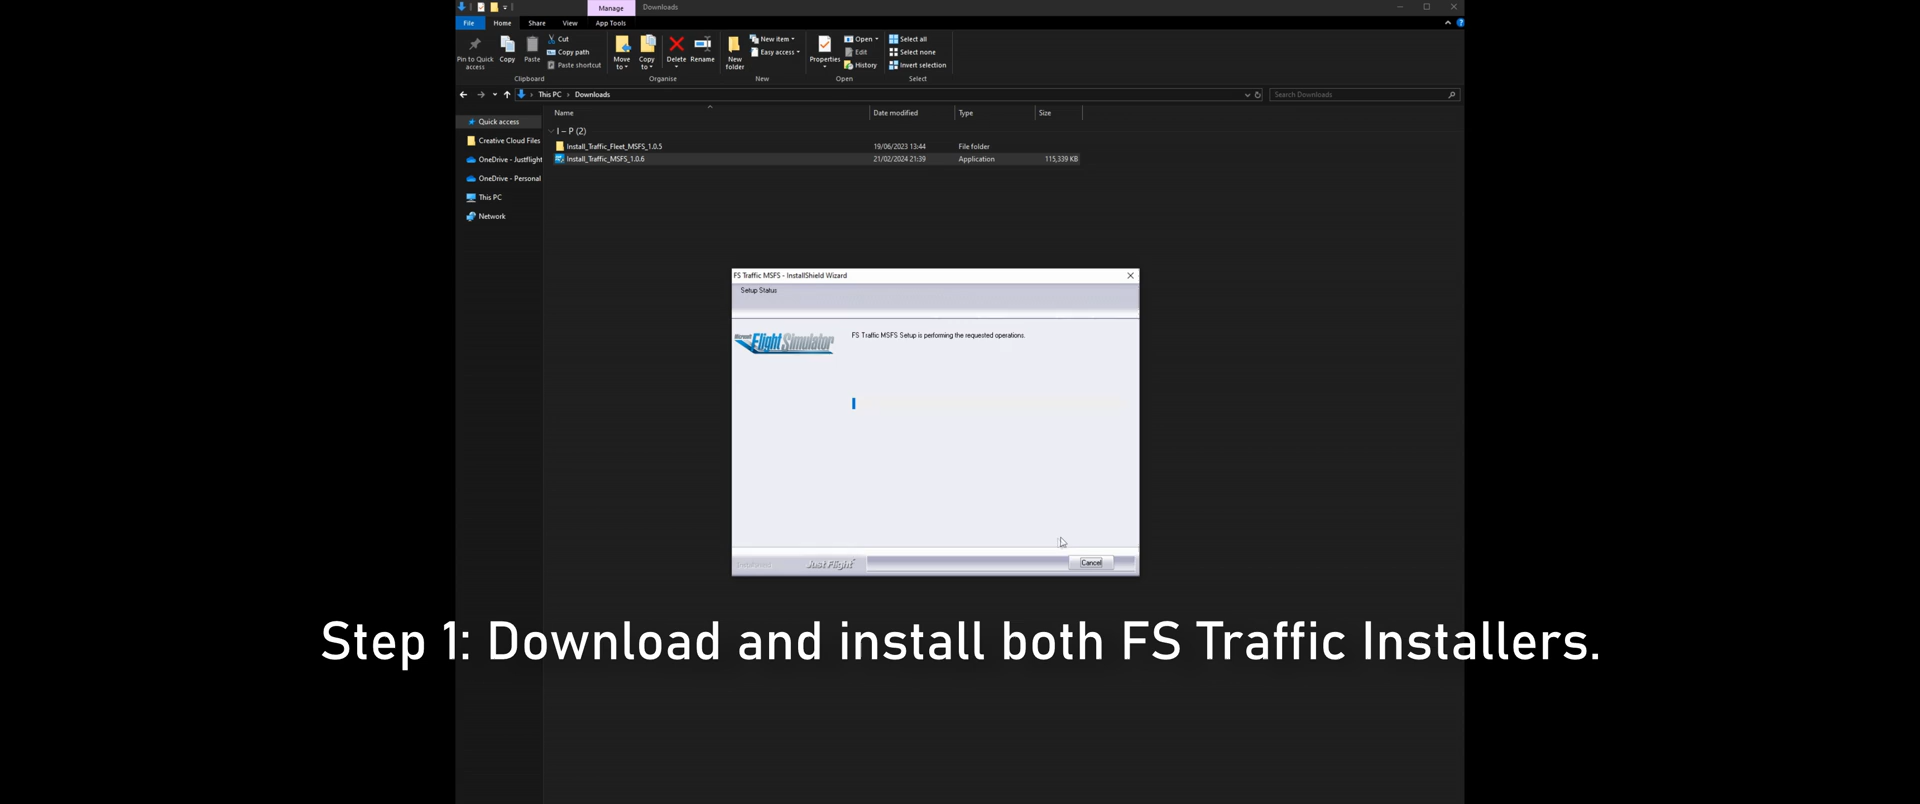 Manage
Downloads
File
Home
Share
View
App Tools
Pin to Quick
access
Copy
Paste
Cut
Copy path
Paste shortcut
Move
to
Copy
to
Delete
Rename
New
folder
New item
Easy access
Properties
Open
Edit
History
Select all
Select none
Invert selection
Clipboard
Organise
New
Open
Select
This PC > Downloads
Search Downloads
Name
Date modified
Type
Size
Quick access
Creative Cloud Files
OneDrive - Justflight
OneDrive - Personal
This PC
Network
I – P (2)
Install_Traffic_Fleet_MSFS_1.0.5 19/06/2023 13:44 File folder
Install_Traffic_MSFS_1.0.6 21/02/2024 21:39 Application 115,339 KB
FS Traffic MSFS - InstallShield Wizard
Setup Status
Microsoft Flight Simulator
FS Traffic MSFS Setup is performing the requested operations.
InstallShield
Just Flight
Cancel
Step 1: Download and install both FS Traffic Installers.